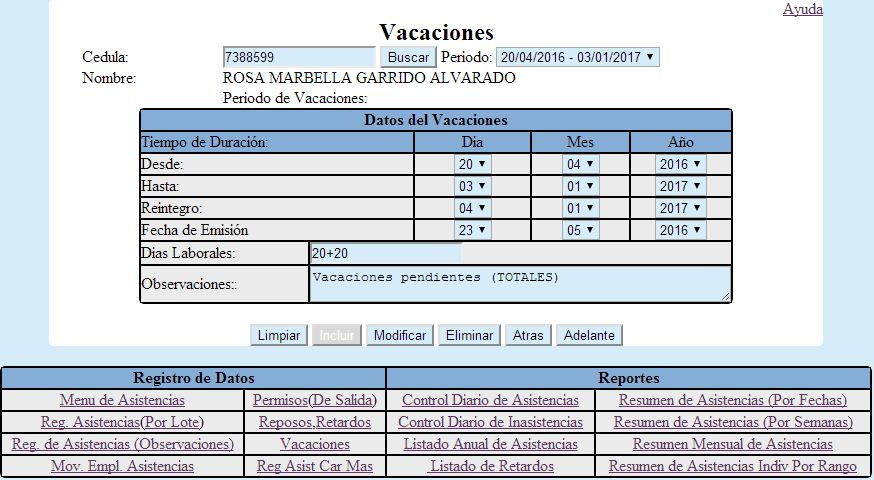 Ayuda
Vacaciones
Cedula: 7388599 Buscar Periodo: 20/04/2016 - 03/01/2017
Nombre: ROSA MARBELLA GARRIDO ALVARADO
Periodo de Vacaciones:
Datos del Vacaciones
Tiempo de Duración: Dia Mes Año
Desde: 20 04 2016
Hasta: 03 01 2017
Reintegro: 04 01 2017
Fecha de Emisión 23 05 2016
Dias Laborales: 20+20
Observaciones:: Vacaciones pendientes (TOTALES)
Limpiar Incluir Modificar Eliminar Atras Adelante
Registro de Datos Reportes
Menu de Asistencias Permisos(De Salida) Control Diario de Asistencias Resumen de Asistencias (Por Fechas)
Reg. Asistencias(Por Lote) Reposos,Retardos Control Diario de Inasistencias Resumen de Asistencias (Por Semanas)
Reg. de Asistencias (Observaciones) Vacaciones Listado Anual de Asistencias Resumen Mensual de Asistencias
Mov. Empl. Asistencias Reg Asist Car Mas Listado de Retardos Resumen de Asistencias Indiv Por Rango